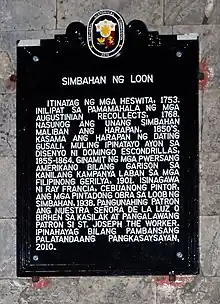 SIMBAHAN NG LOON
ITINATAG NG MGA HESWITA, 1753.
INILIPAT SA PAMAMAHALA NG MGA
AUGUSTINIAN RECOLLECTS, 1768.
NASUNOG ANG UNANG SIMBAHAN
MALIBAN ANG HARAPAN, 1850'S.
KASAMA ANG HARAPAN NG DATING
GUSALI, MULING IPINATAYO AYON SA
DISENYO NI DOMINGO ESCONDRILLAS,
1855-1864. GINAMIT NG MGA PWERSANG
AMERIKANO BILANG GARISON SA
KANILANG KAMPANYA LABAN SA MGA
FILIPINONG GERILYA, 1901. ISINAGAWA
NI RAY FRANCIA, CEBUANONG PINTOR,
ANG MGA PINTADONG OBRA SA LOOB NG
SIMBAHAN, 1938. PANGUNAHING PATRON
ANG NUESTRA SEÑORA DE LA LUZ O
BIRHEN SA KASILAK AT PANGALAWANG
PATRON SI ST. JOSEPH THE WORKER.
IPINAHAYAG BILANG PAMBANSANG
PALATANDAANG PANGKASAYSAYAN,
2010.